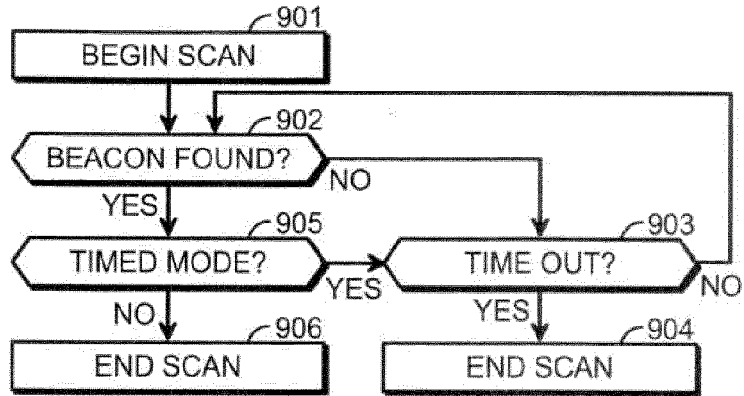 901
BEGIN SCAN
902
BEACON FOUND?
NO
YES
905
903
TIMED MODE?
YES
TIME OUT?
NO
NO
YES
906
904
END SCAN
END SCAN